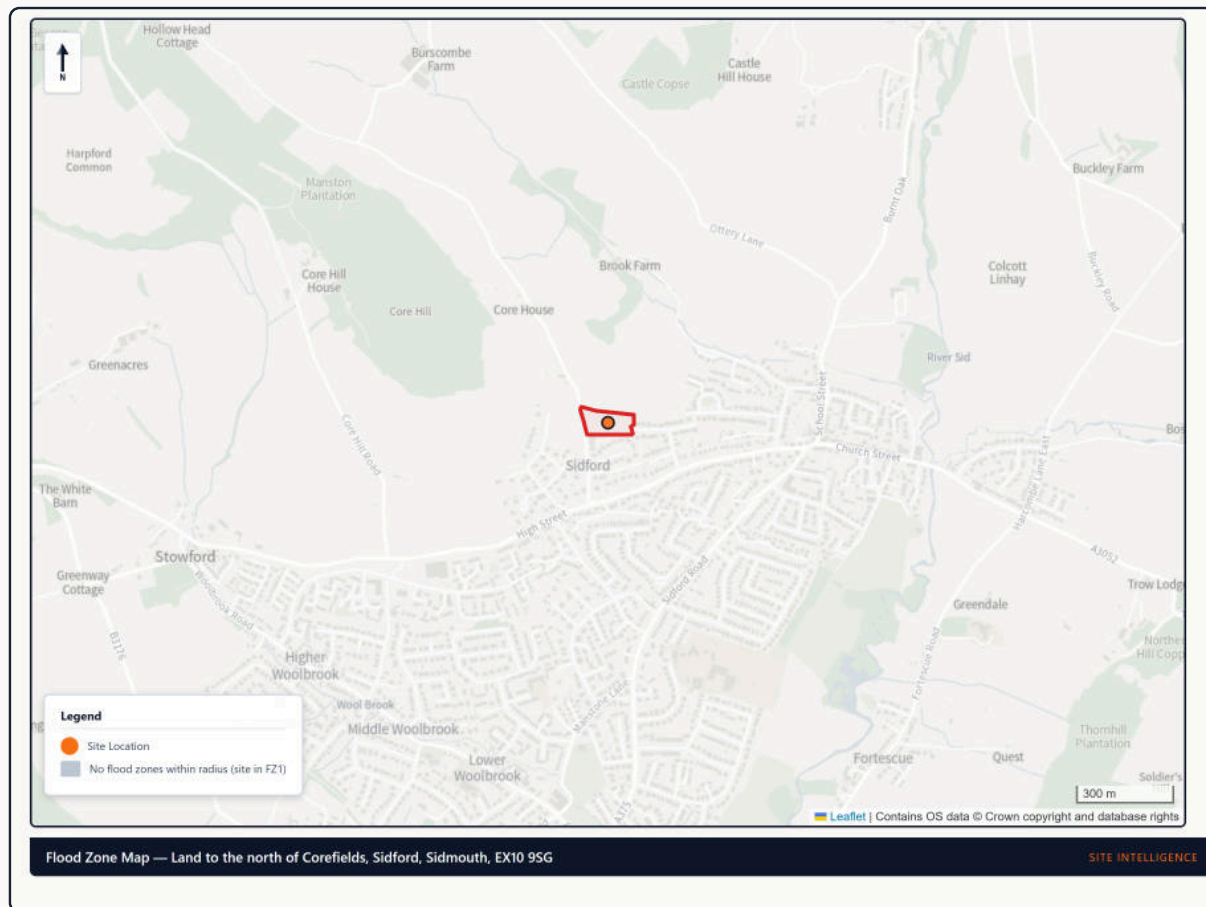 Hollow Head
Cottage
Burscombe
Farm
Castle
Hill House
Castle Copse
N
Harpford
Common
Manston
Plantation
Buckley Farm
Burnt Oak
Ottery Lane
Brook Farm
Colcott
Linhay
Buckley Road
Core Hill
House
Core Hill
Core House
Greenacres
River Sid
School Street
Core Hill Road
Sidford
Church Street
Harcombe Lane East
The White
Barn
High Street
A3052
Stowford
Greenway
Cottage
Woolbrook Road
Sidford Road
Trow Lodge
Greendale
B3176
Fortescue Road
Higher
Woolbrook
Wool Brook
Manstone Lane
Middle Woolbrook
Thornhill
Plantation
Lower
Woolbrook
Fortescue
Quest
A375
Legend
Site Location
No flood zones within radius (site in FZ1)
300 m
Leaflet | Contains OS data © Crown copyright and database rights
Flood Zone Map — Land to the north of Corefields, Sidford, Sidmouth, EX10 9SG
SITE INTELLIGENCE